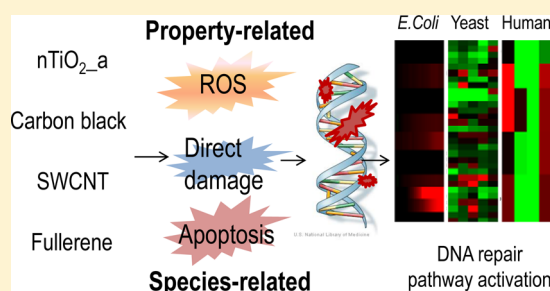 Property-related
E.Coli Yeast Human
nTiO₂_a
Carbon black
SWCNT
Fullerene
ROS
Direct
damage
Apoptosis
Species-related
U.S. National Library of Medicine
DNA repair
pathway activation